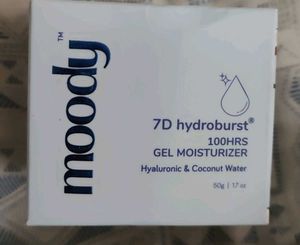 moody™
7D hydroburst®
100HRS
GEL MOISTURIZER
Hyaluronic & Coconut Water
50g | 1.7 oz